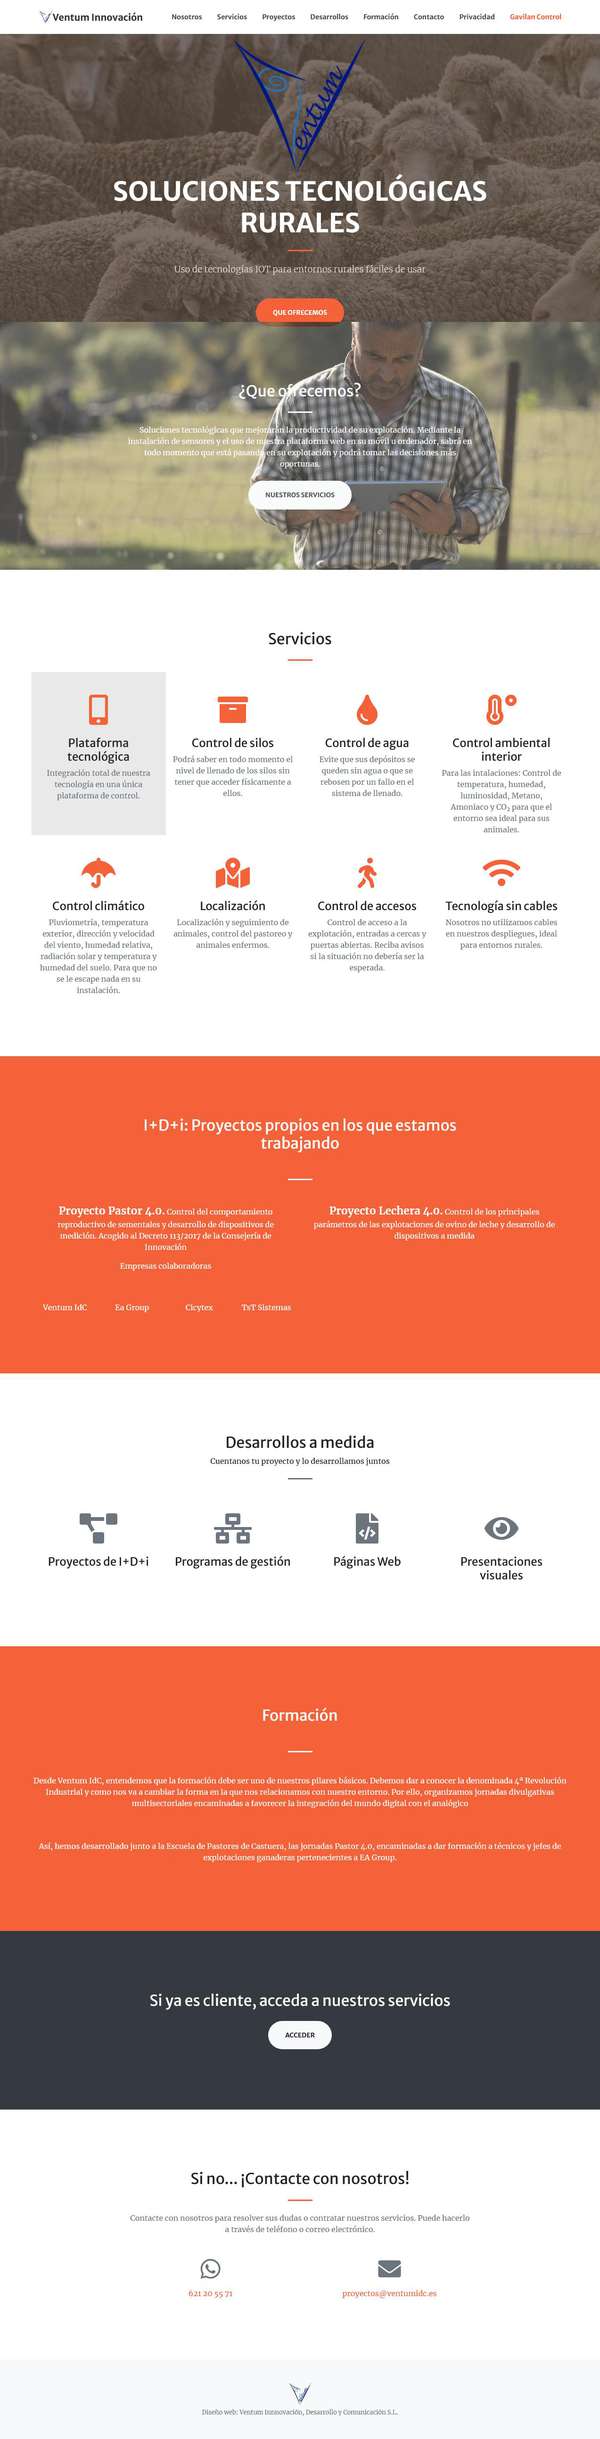 Ventum Innovación
Nosotros Servicios Proyectos Desarrollos Formación Contacto Privacidad Gavilan Control
Ventum
SOLUCIONES TECNOLÓGICAS
RURALES
Uso de tecnologías IOT para entornos rurales fáciles de usar
QUE OFRECEMOS
¿Que ofrecemos?
Soluciones tecnológicas que mejorarán la productividad de su explotación. Mediante la
instalación de sensores y el uso de nuestra plataforma web en su móvil u ordenador, sabrá en
todo momento que está pasando en su explotación y podrá tomar las decisiones más
oportunas.
NUESTROS SERVICIOS
Servicios
Plataforma
tecnológica
Integración total de nuestra
tecnología en una única
plataforma de control.
Control de silos
Podrá saber en todo momento el
nivel de llenado de los silos sin
tener que acceder físicamente a
ellos.
Control de agua
Evite que sus depósitos se
queden sin agua o que se
rebosen por un fallo en el
sistema de llenado.
Control ambiental
interior
Para las intalaciones: Control de
temperatura, humedad,
luminosidad, Metano,
Amoniaco y CO₂ para que el
entorno sea ideal para sus
animales.
Control climático
Pluviometría, temperatura
exterior, dirección y velocidad
del viento, humedad relativa,
radiación solar y temperatura y
humedad del suelo. Para que no
se le escape nada en su
instalación.
Localización
Localización y seguimiento de
animales, control del pastoreo y
animales enfermos.
Control de accesos
Control de acceso a la
explotación, entradas a cercas y
puertas abiertas. Reciba avisos
si la situación no debería ser la
esperada.
Tecnología sin cables
Nosotros no utilizamos cables
en nuestros despliegues, ideal
para entornos rurales.
I+D+i: Proyectos propios en los que estamos
trabajando
Proyecto Pastor 4.0. Control del comportamiento
reproductivo de sementales y desarrollo de dispositivos de
medición. Acogido al Decreto 113/2017 de la Consejería de
Innovación
Empresas colaboradoras
Ventum IdC Ea Group Cicytex TsT Sistemas
Proyecto Lechera 4.0. Control de los principales
parámetros de las explotaciones de ovino de leche y desarrollo de
dispositivos a medida
Desarrollos a medida
Cuentanos tu proyecto y lo desarrollamos juntos
Proyectos de I+D+i
Programas de gestión
Páginas Web
Presentaciones
visuales
Formación
Desde Ventum IdC, entendemos que la formación debe ser uno de nuestros pilares básicos. Debemos dar a conocer la denominada 4ª Revolución
Industrial y como nos va a cambiar la forma en la que nos relacionamos con nuestro entorno. Por ello, organizamos jornadas divulgativas
multisectoriales encaminadas a favorecer la integración del mundo digital con el analógico
Así, hemos desarrollado junto a la Escuela de Pastores de Castuera, las jornadas Pastor 4.0, encaminadas a dar formación a técnicos y jefes de
explotaciones ganaderas pertenecientes a EA Group.
Si ya es cliente, acceda a nuestros servicios
ACCEDER
Si no... ¡Contacte con nosotros!
Contacte con nosotros para resolver sus dudas o contratar nuestros servicios. Puede hacerlo
a través de teléfono o correo electrónico.
621 20 55 71
proyectos@ventumidc.es
Diseño web: Ventum Innnovación, Desarrollo y Comunicación S.L.